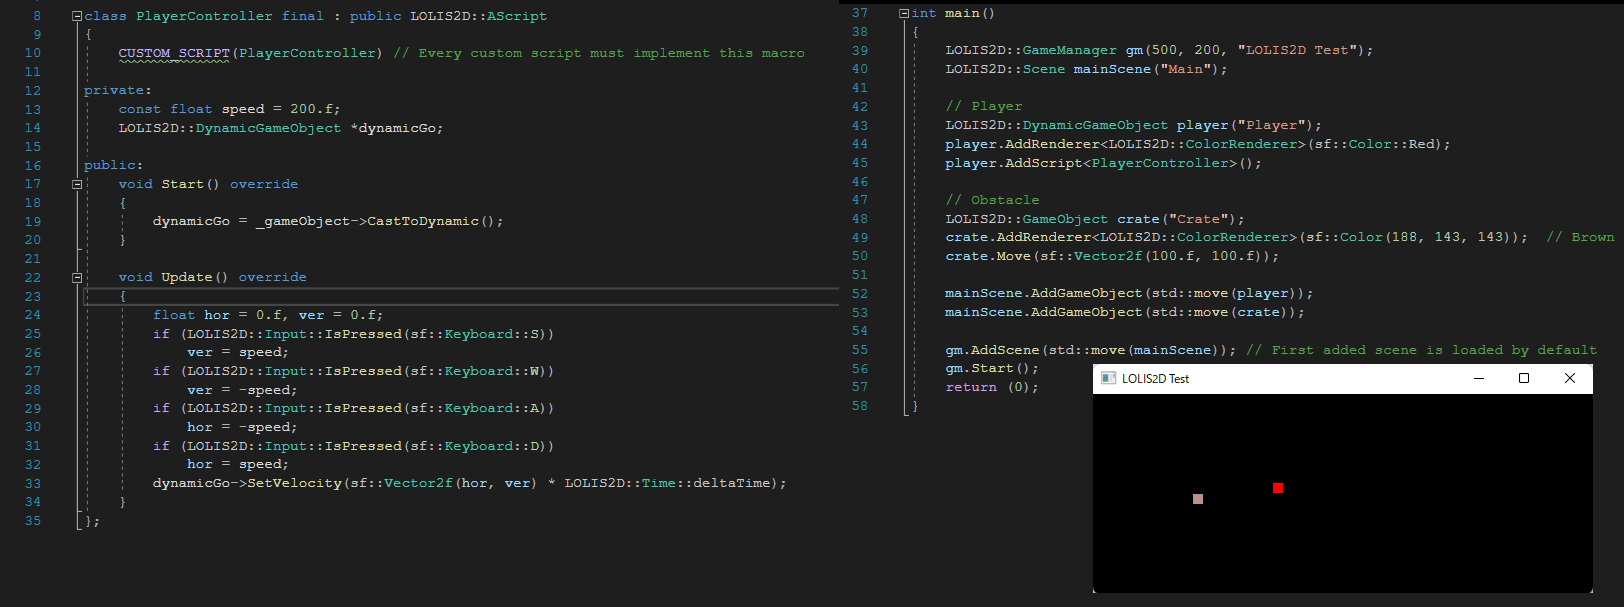 8 class PlayerController final : public LOLIS2D::AScript
9 {
10 CUSTOM_SCRIPT(PlayerController) // Every custom script must implement this macro
11
12 private:
13 const float speed = 200.f;
14 LOLIS2D::DynamicGameObject *dynamicGo;
15
16 public:
17 void Start() override
18 {
19 dynamicGo = _gameObject->CastToDynamic();
20 }
21
22 void Update() override
23 {
24 float hor = 0.f, ver = 0.f;
25 if (LOLIS2D::Input::IsPressed(sf::Keyboard::S))
26 ver = speed;
27 if (LOLIS2D::Input::IsPressed(sf::Keyboard::W))
28 ver = -speed;
29 if (LOLIS2D::Input::IsPressed(sf::Keyboard::A))
30 hor = -speed;
31 if (LOLIS2D::Input::IsPressed(sf::Keyboard::D))
32 hor = speed;
33 dynamicGo->SetVelocity(sf::Vector2f(hor, ver) * LOLIS2D::Time::deltaTime);
34 }
35 };
37 int main()
38 {
39 LOLIS2D::GameManager gm(500, 200, "LOLIS2D Test");
40 LOLIS2D::Scene mainScene("Main");
41
42 // Player
43 LOLIS2D::DynamicGameObject player("Player");
44 player.AddRenderer<LOLIS2D::ColorRenderer>(sf::Color::Red);
45 player.AddScript<PlayerController>();
46
47 // Obstacle
48 LOLIS2D::GameObject crate("Crate");
49 crate.AddRenderer<LOLIS2D::ColorRenderer>(sf::Color(188, 143, 143)); // Brown
50 crate.Move(sf::Vector2f(100.f, 100.f));
51
52 mainScene.AddGameObject(std::move(player));
53 mainScene.AddGameObject(std::move(crate));
54
55 gm.AddScene(std::move(mainScene)); // First added scene is loaded by default
56 gm.Start();
57 return (0);
58 }
LOLIS2D Test